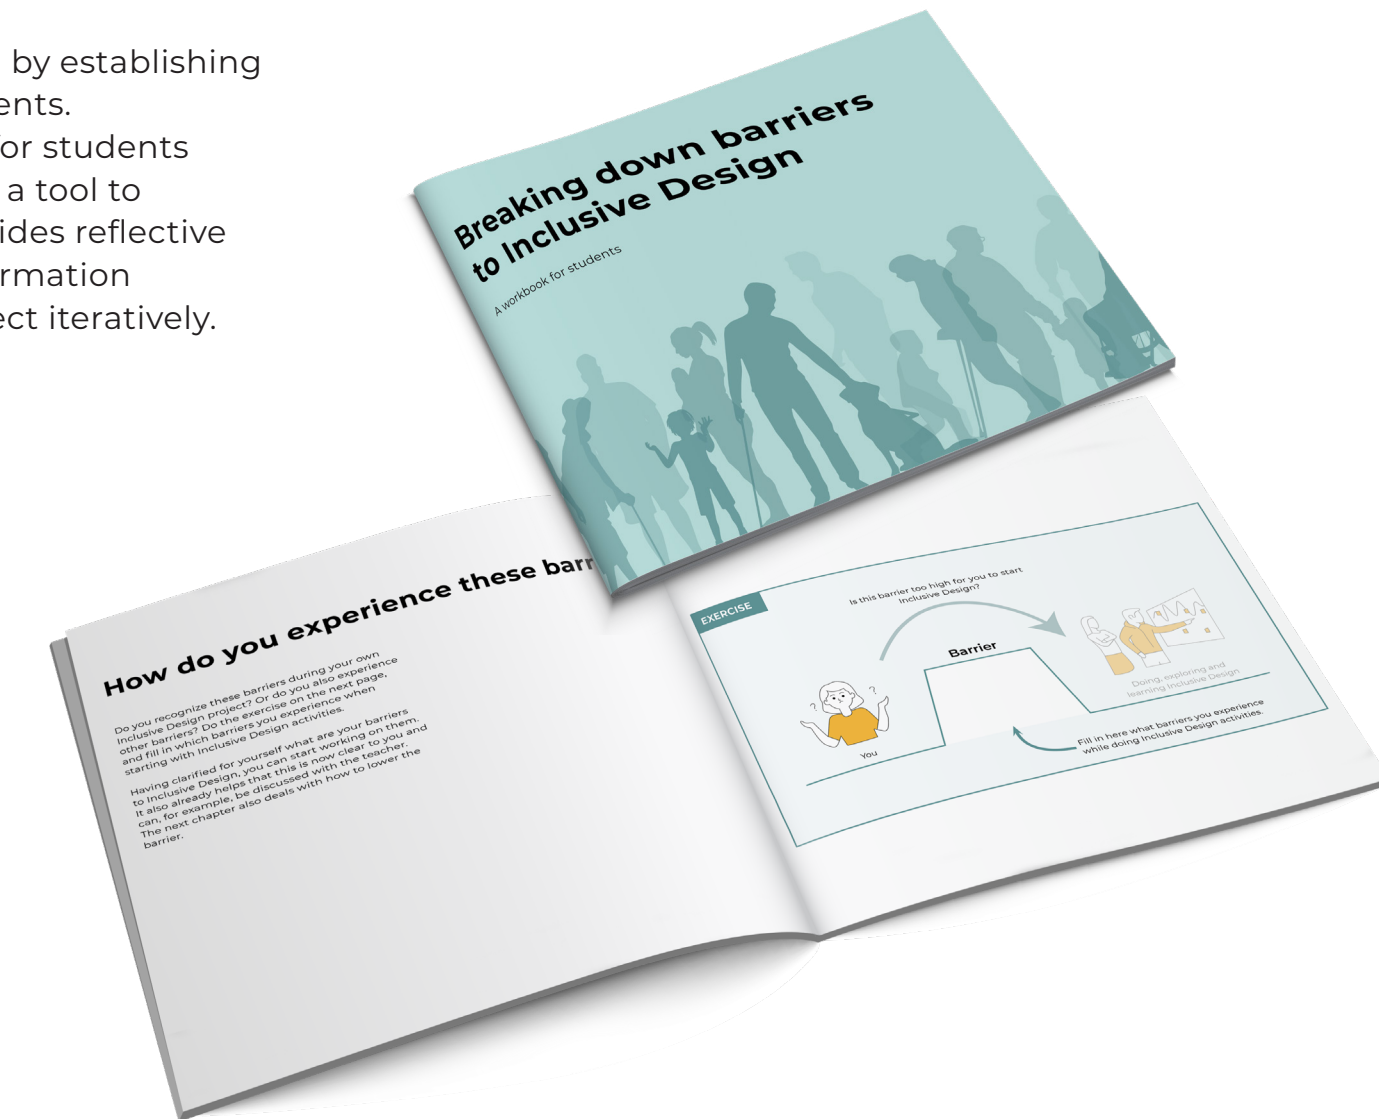 by establishing
ents.
for students
a tool to
ides reflective
ormation
ect iteratively.
Breaking down barriers
to Inclusive Design
A workbook for students
How do you experience these barr
Do you recognize these barriers during your own
Inclusive Design project? Or do you also experience
other barriers? Do the exercise on the next page,
and fill in which barriers you experience when
starting with Inclusive Design activities.
Having clarified for yourself what are your barriers
to Inclusive Design, you can start working on them.
It also already helps that this is now clear to you and
can, for example, be discussed with the teacher.
The next chapter also deals with how to lower the
barrier.
EXERCISE
Is this barrier too high for you to start
Inclusive Design?
Barrier
? ?
You
Doing, exploring and
learning Inclusive Design
Fill in here what barriers you experience
while doing Inclusive Design activities.